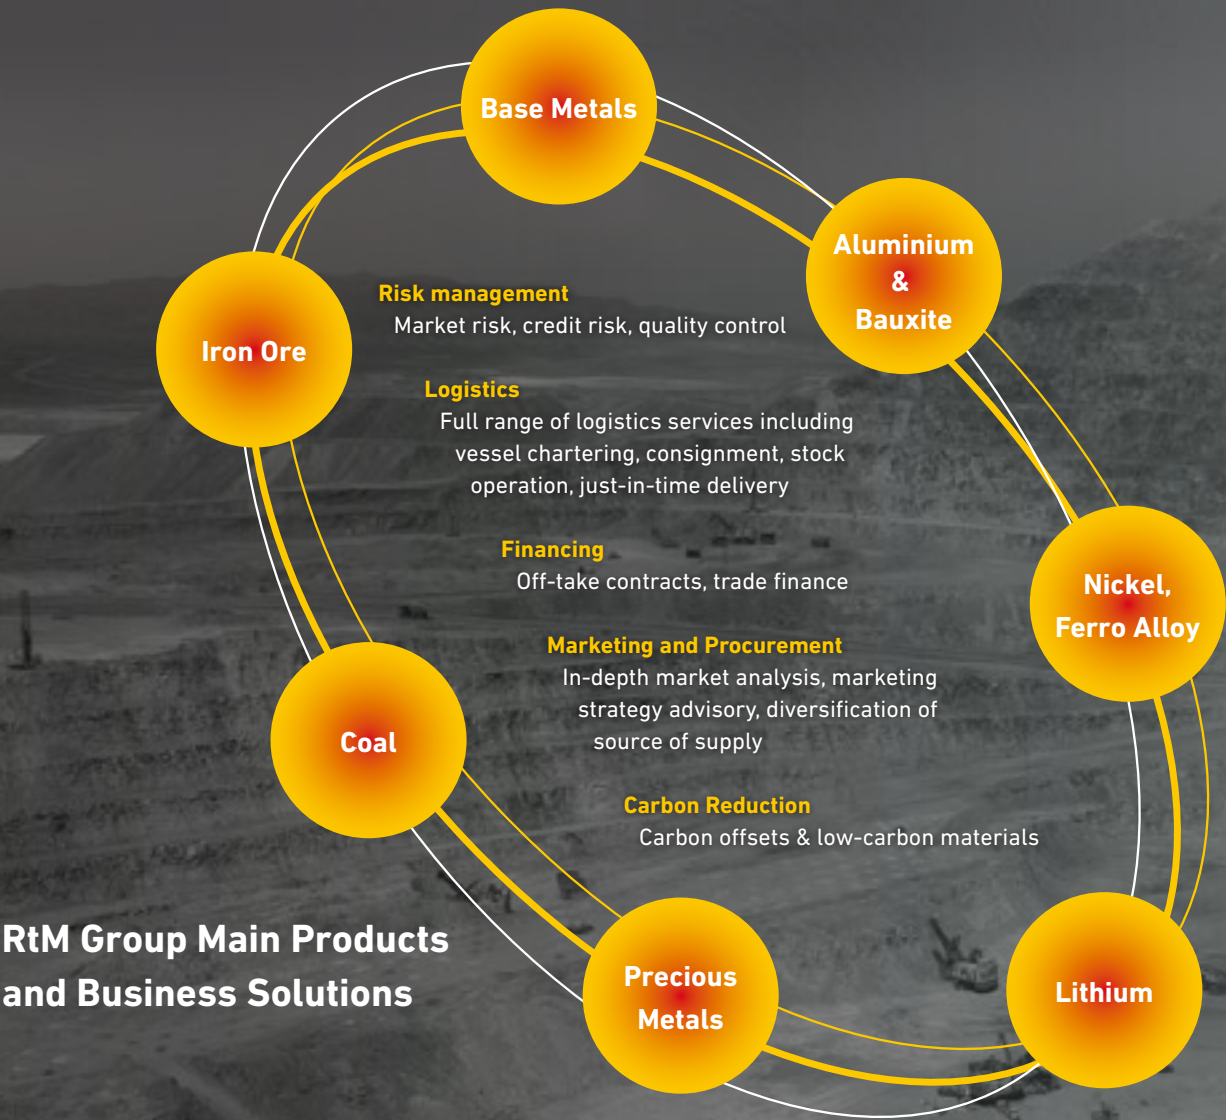 Base Metals
Aluminium
&
Bauxite
Iron Ore
Risk management
Market risk, credit risk, quality control
Logistics
Full range of logistics services including
vessel chartering, consignment, stock
operation, just-in-time delivery
Financing
Off-take contracts, trade finance
Nickel,
Ferro Alloy
Marketing and Procurement
In-depth market analysis, marketing
strategy advisory, diversification of
source of supply
Coal
Carbon Reduction
Carbon offsets & low-carbon materials
RtM Group Main Products
and Business Solutions
Precious
Metals
Lithium